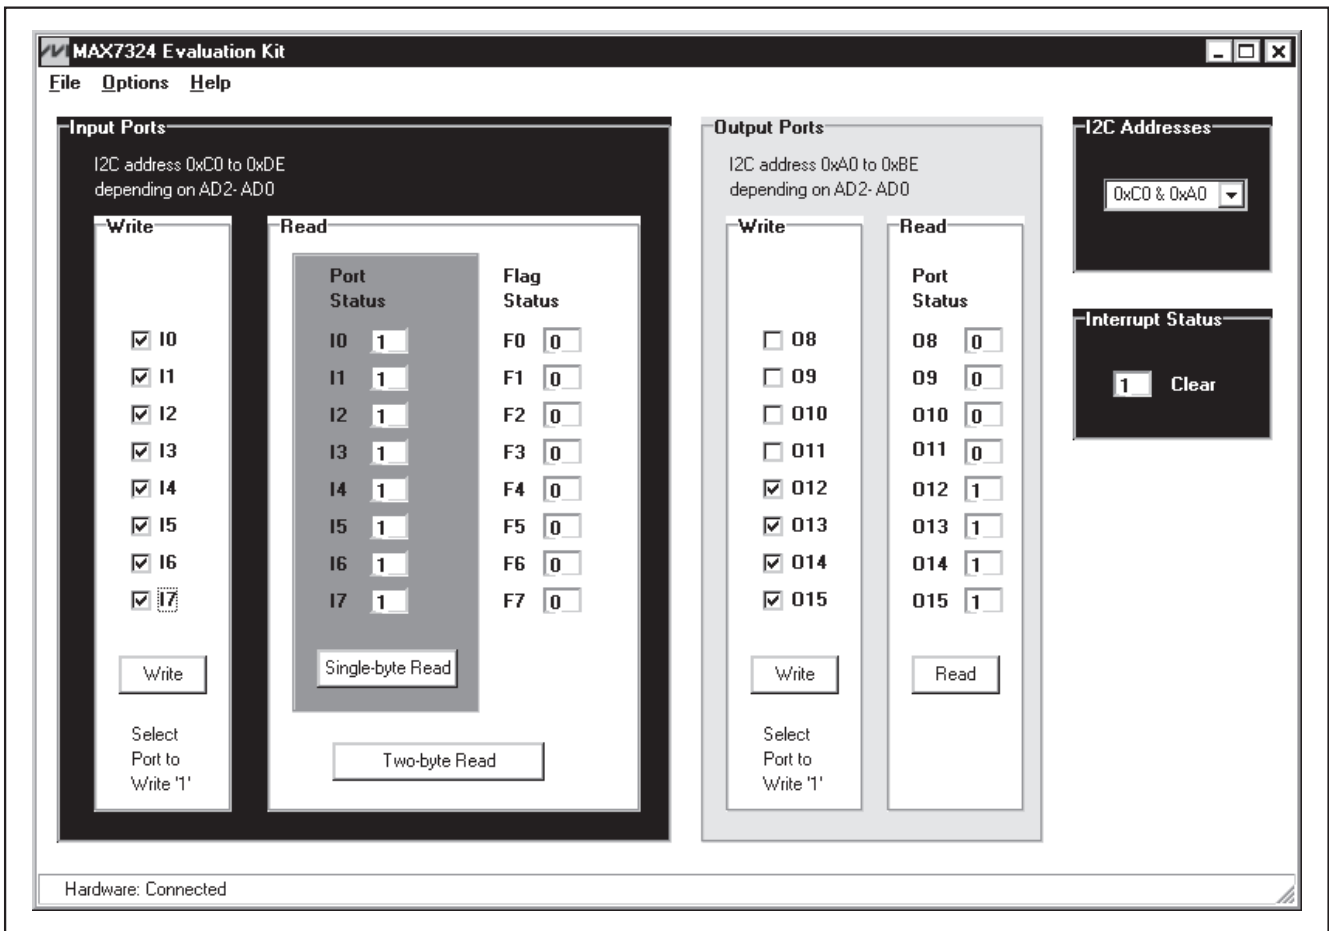 MAX7324 Evaluation Kit
File Options Help
Input Ports
I2C address 0xC0 to 0xDE
depending on AD2- AD0
Write
I0
I1
I2
I3
I4
I5
I6
I7
Write
Select
Port to
Write '1'
Read
Port
Status
I0 1
I1 1
I2 1
I3 1
I4 1
I5 1
I6 1
I7 1
Single-byte Read
Flag
Status
F0 0
F1 0
F2 0
F3 0
F4 0
F5 0
F6 0
F7 0
Two-byte Read
Output Ports
I2C address 0xA0 to 0xBE
depending on AD2- AD0
Write
O8
O9
O10
O11
O12
O13
O14
O15
Write
Select
Port to
Write '1'
Read
Port
Status
O8 0
O9 0
O10 0
O11 0
O12 1
O13 1
O14 1
O15 1
Read
I2C Addresses
0xC0 & 0xA0
Interrupt Status
1 Clear
Hardware: Connected